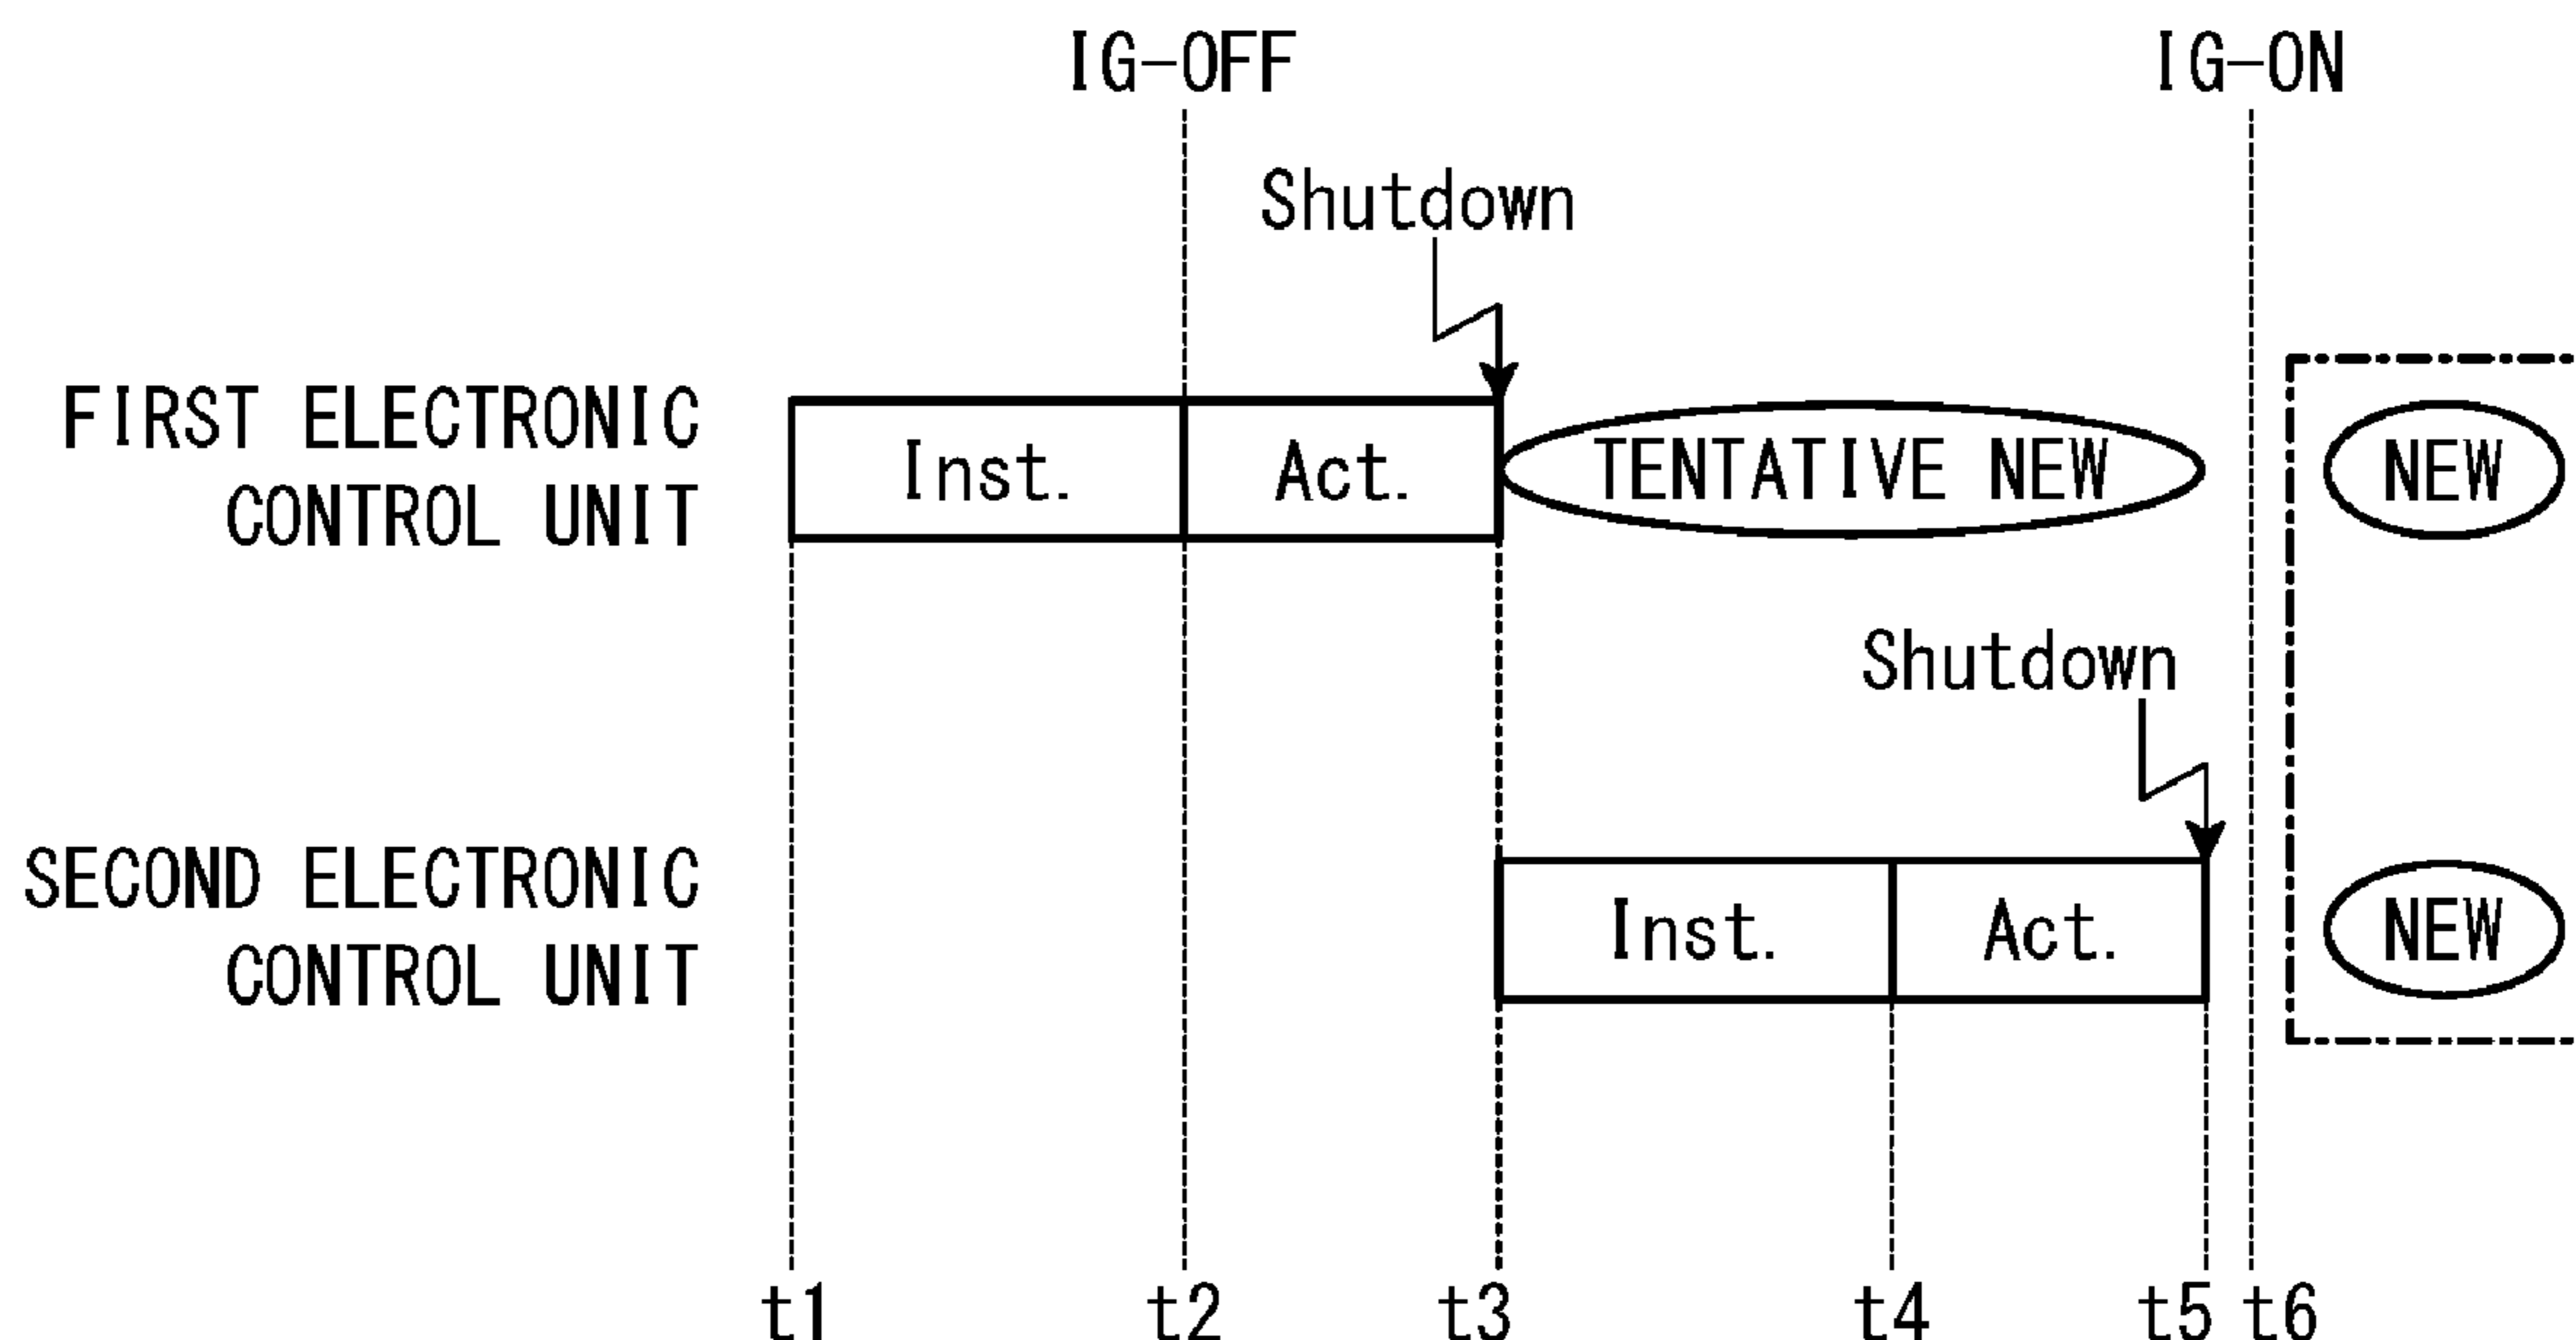 IG-OFF
IG-ON
Shutdown
FIRST ELECTRONIC
CONTROL UNIT
Inst.
Act.
TENTATIVE NEW
NEW
Shutdown
SECOND ELECTRONIC
CONTROL UNIT
Inst.
Act.
NEW
t1
t2
t3
t4
t5
t6